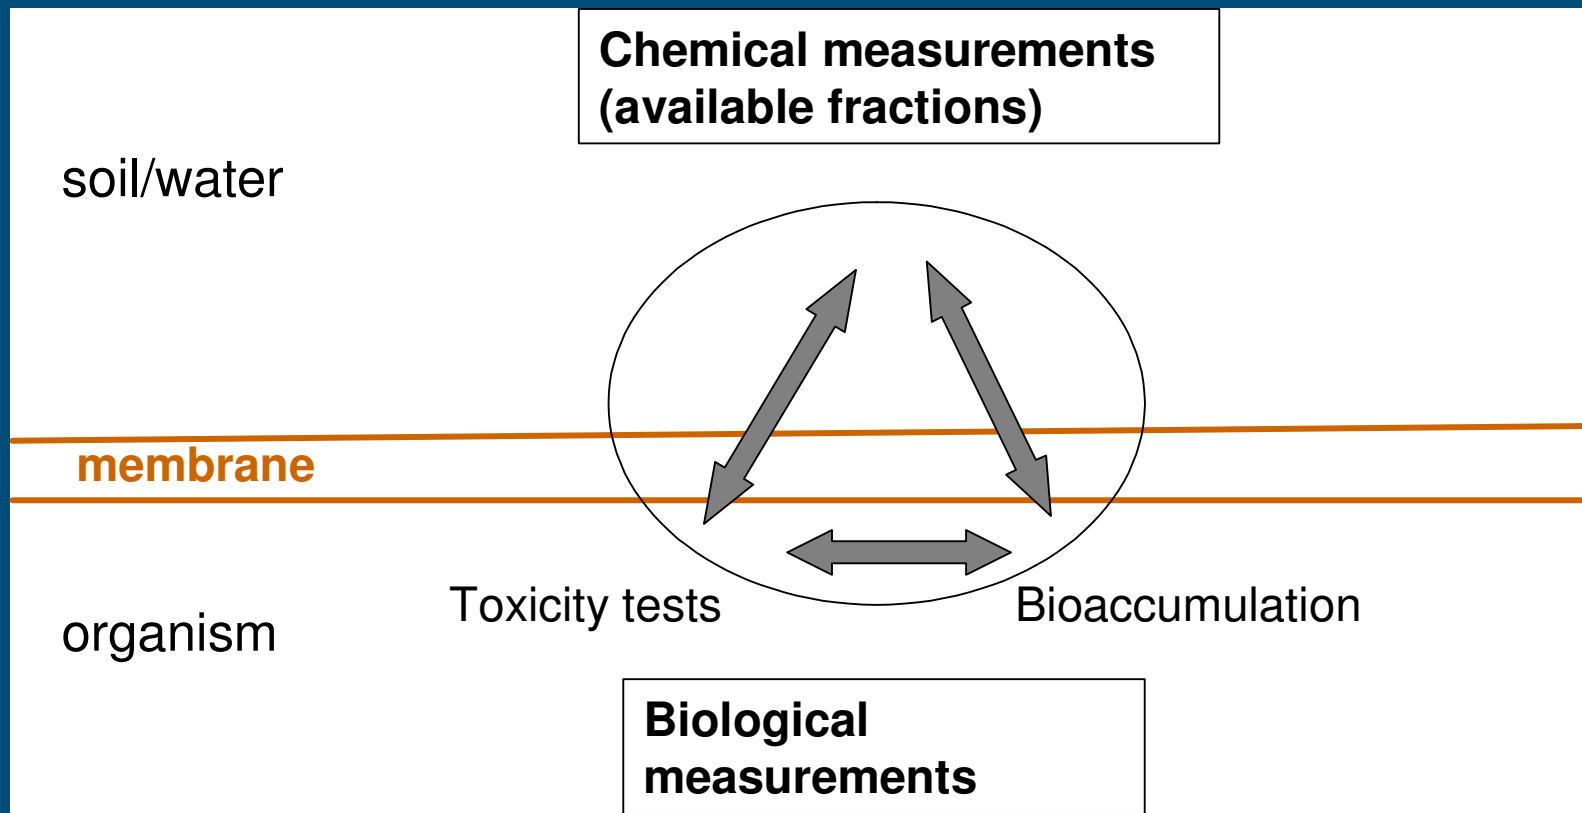 Chemical measurements
(available fractions)
soil/water
membrane
Toxicity tests
Bioaccumulation
organism
Biological
measurements